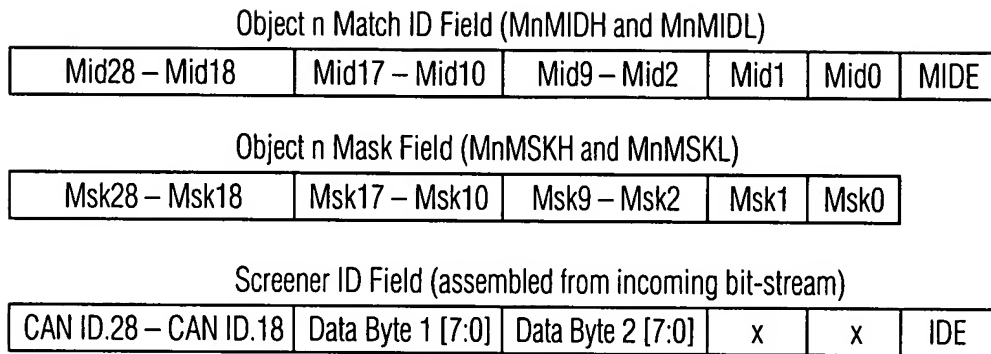 Object n Match ID Field (MnMIDH and MnMIDL)
Mid28 – Mid18 Mid17 – Mid10 Mid9 – Mid2 Mid1 Mid0 MIDE
Object n Mask Field (MnMSKH and MnMSKL)
Msk28 – Msk18 Msk17 – Msk10 Msk9 – Msk2 Msk1 Msk0
Screener ID Field (assembled from incoming bit-stream)
CAN ID.28 – CAN ID.18 Data Byte 1 [7:0] Data Byte 2 [7:0] x x IDE